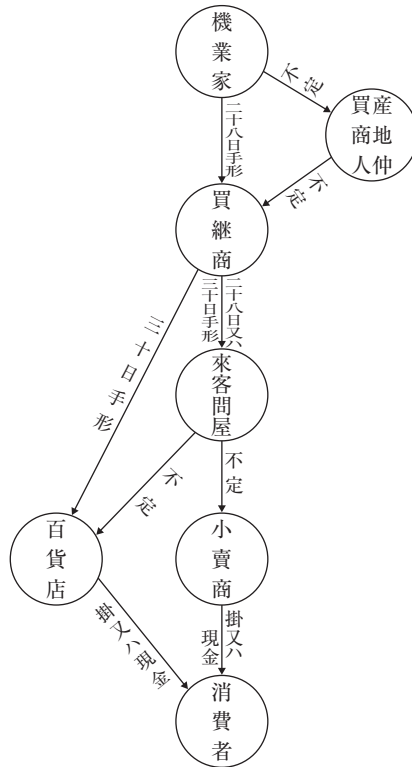 機業家
不定
産地仲
買商人
二十八日手形
不定
買継商
二十八日又ハ
三十日手形
三十日手形
來客問屋
不定
不定
百貨店
小賣商
掛又ハ現金
掛又ハ
現金
消費者